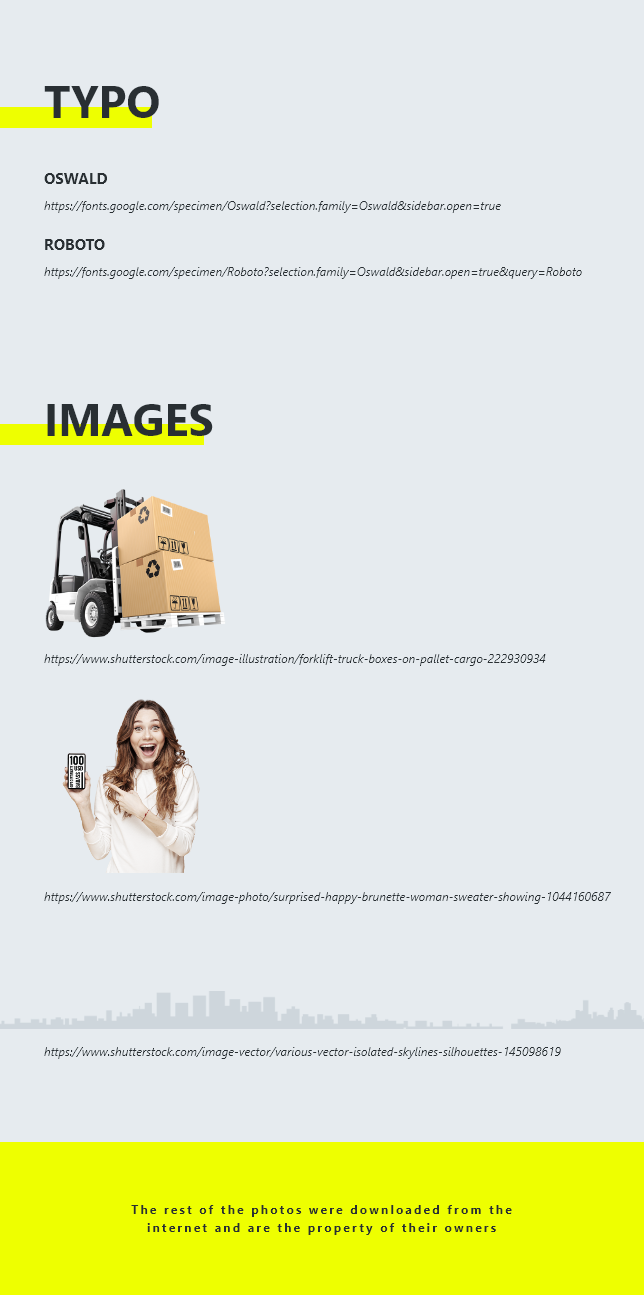 TYPO
OSWALD
https://fonts.google.com/specimen/Oswald?selection.family=Oswald&sidebar.open=true
ROBOTO
https://fonts.google.com/specimen/Roboto?selection.family=Oswald&sidebar.open=true&query=Roboto
IMAGES
https://www.shutterstock.com/image-illustration/forklift-truck-boxes-on-pallet-cargo-222930934
100
USD
https://www.shutterstock.com/image-photo/surprised-happy-brunette-woman-sweater-showing-1044160687
https://www.shutterstock.com/image-vector/various-vector-isolated-skylines-silhouettes-145098619
The rest of the photos were downloaded from the
internet and are the property of their owners